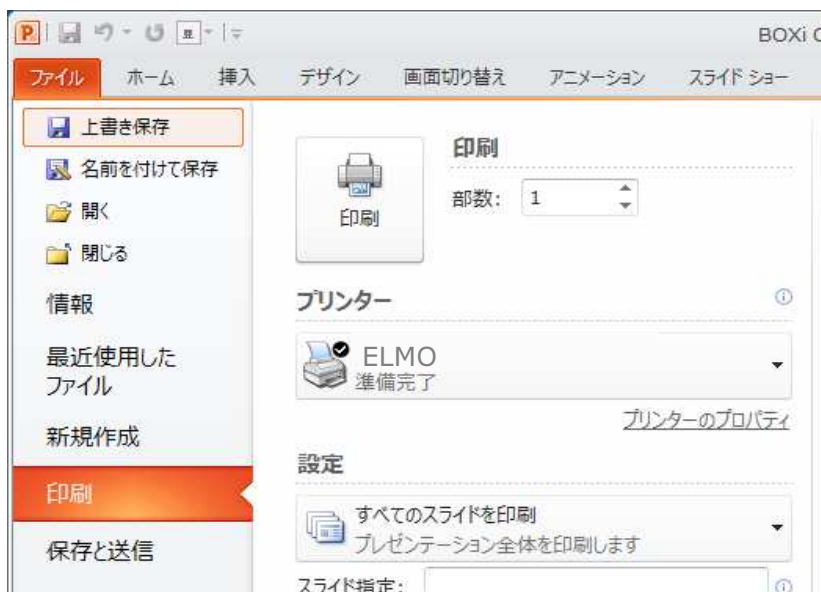 BOXi
ファイル ホーム 挿入 デザイン 画面切り替え アニメーション スライド ショー
上書き保存
名前を付けて保存
開く
閉じる
情報
最近使用した
ファイル
新規作成
印刷
保存と送信
印刷
印刷
部数: 1
プリンター
ELMO
準備完了
プリンターのプロパティ
設定
すべてのスライドを印刷
プレゼンテーション全体を印刷します
スライド指定: